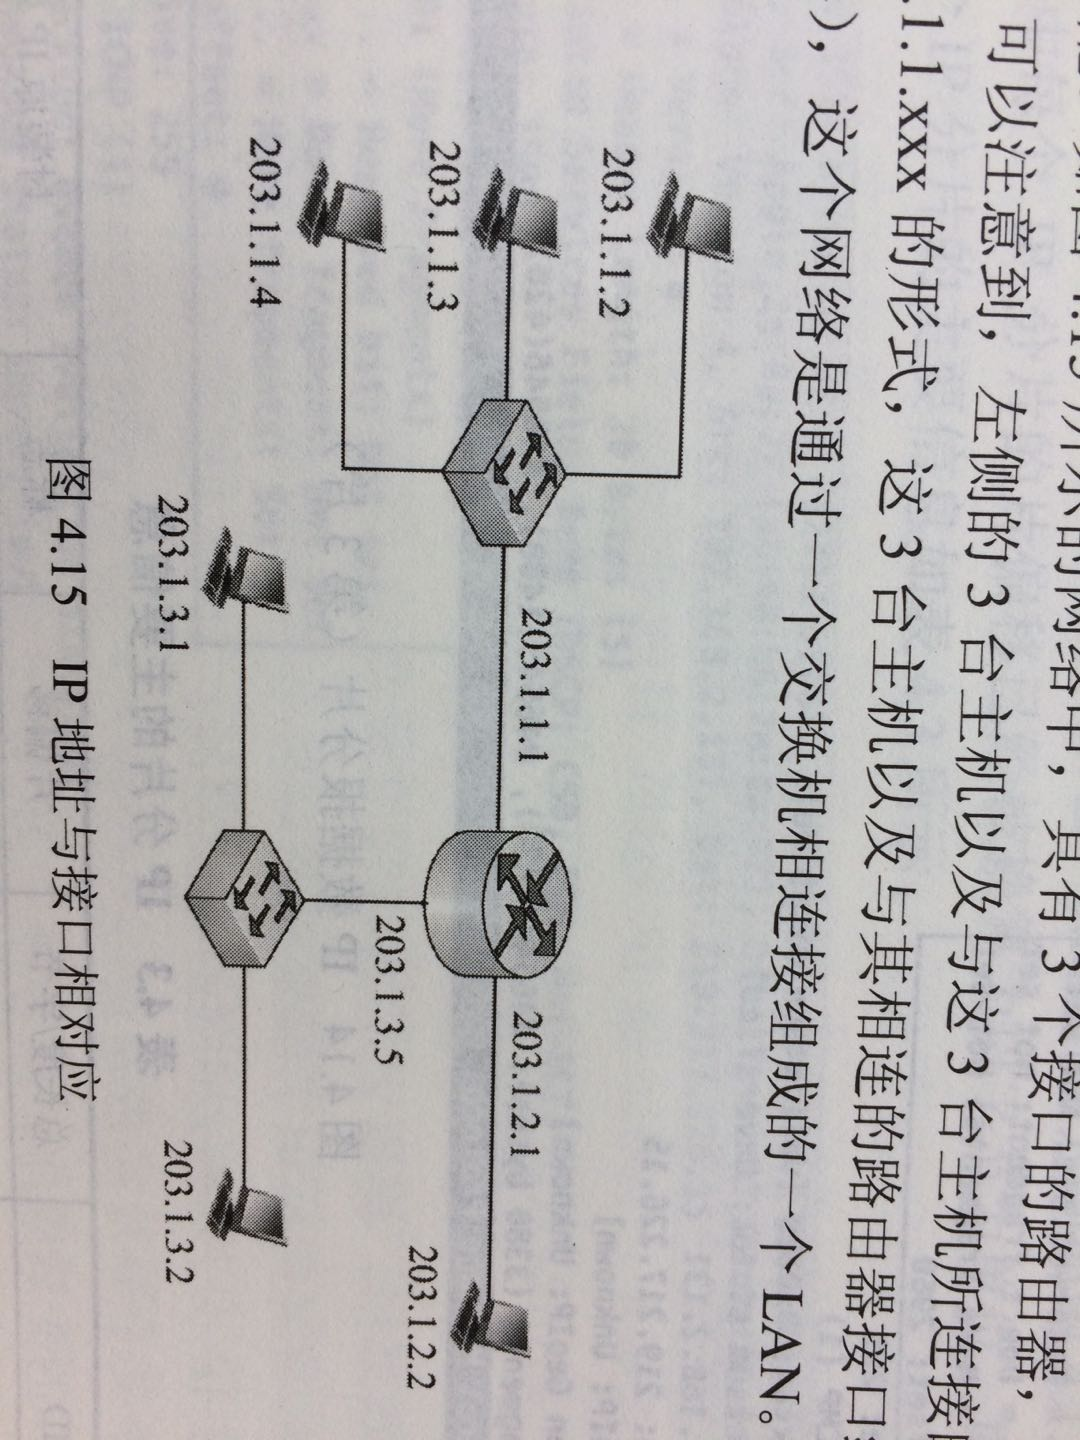 可以注意到，左侧的 3 台主机以及与这 3 台主机所连接
.1.1.xxx 的形式，这 3 台主机以及与其相连的路由器接口
)，这个网络是通过一个交换机相连接组成的一个 LAN。
203.1.1.2
203.1.1.3
203.1.1.1
203.1.2.1
203.1.2.2
203.1.1.4
203.1.3.5
203.1.3.1
203.1.3.2
图 4.15 IP 地址与接口相对应